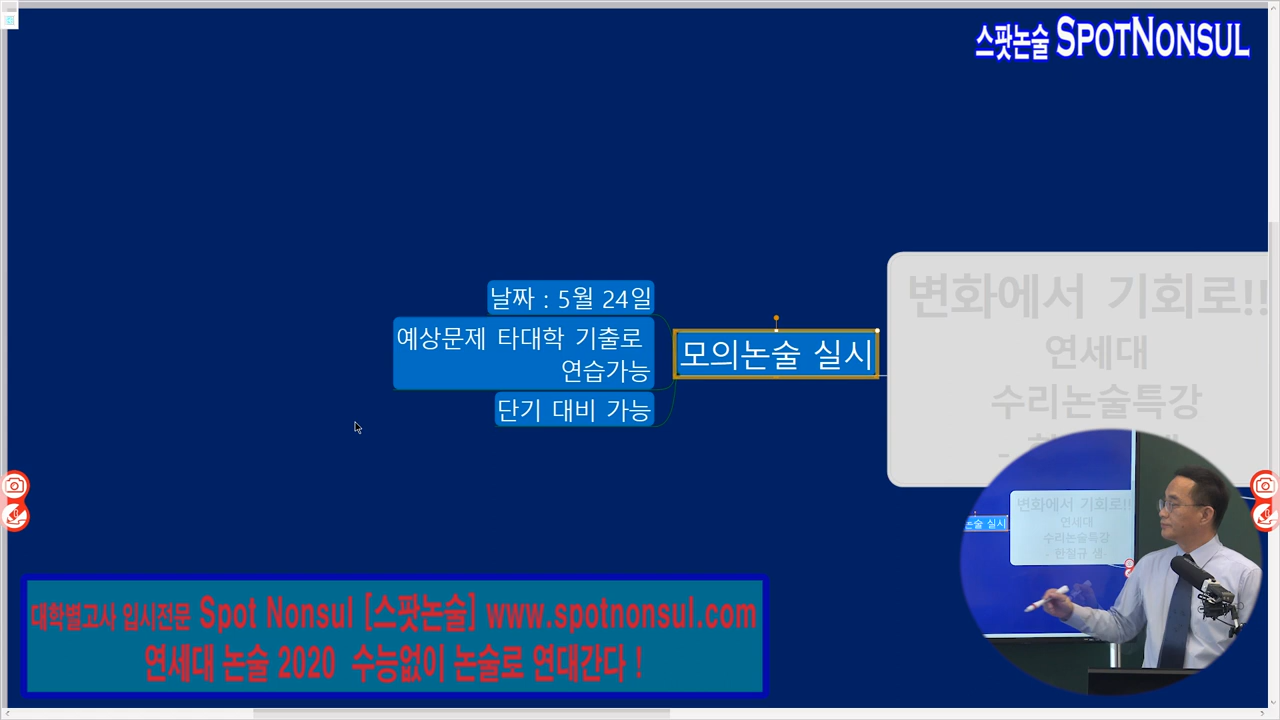 스팟논술 SPOTNONSUL
날짜 : 5월 24일
예상문제 타대학 기출로
연습가능
단기 대비 가능
모의논술 실시
변화에서 기회로!!
연세대
수리논술특강
변화에서 기회로!!
논술 실시
연세대
수리논술특강
대학별고사 입시전문 Spot Nonsul [스팟논술] www.spotnonsul.com
연세대 논술 2020 수능없이 논술로 연대간다 !